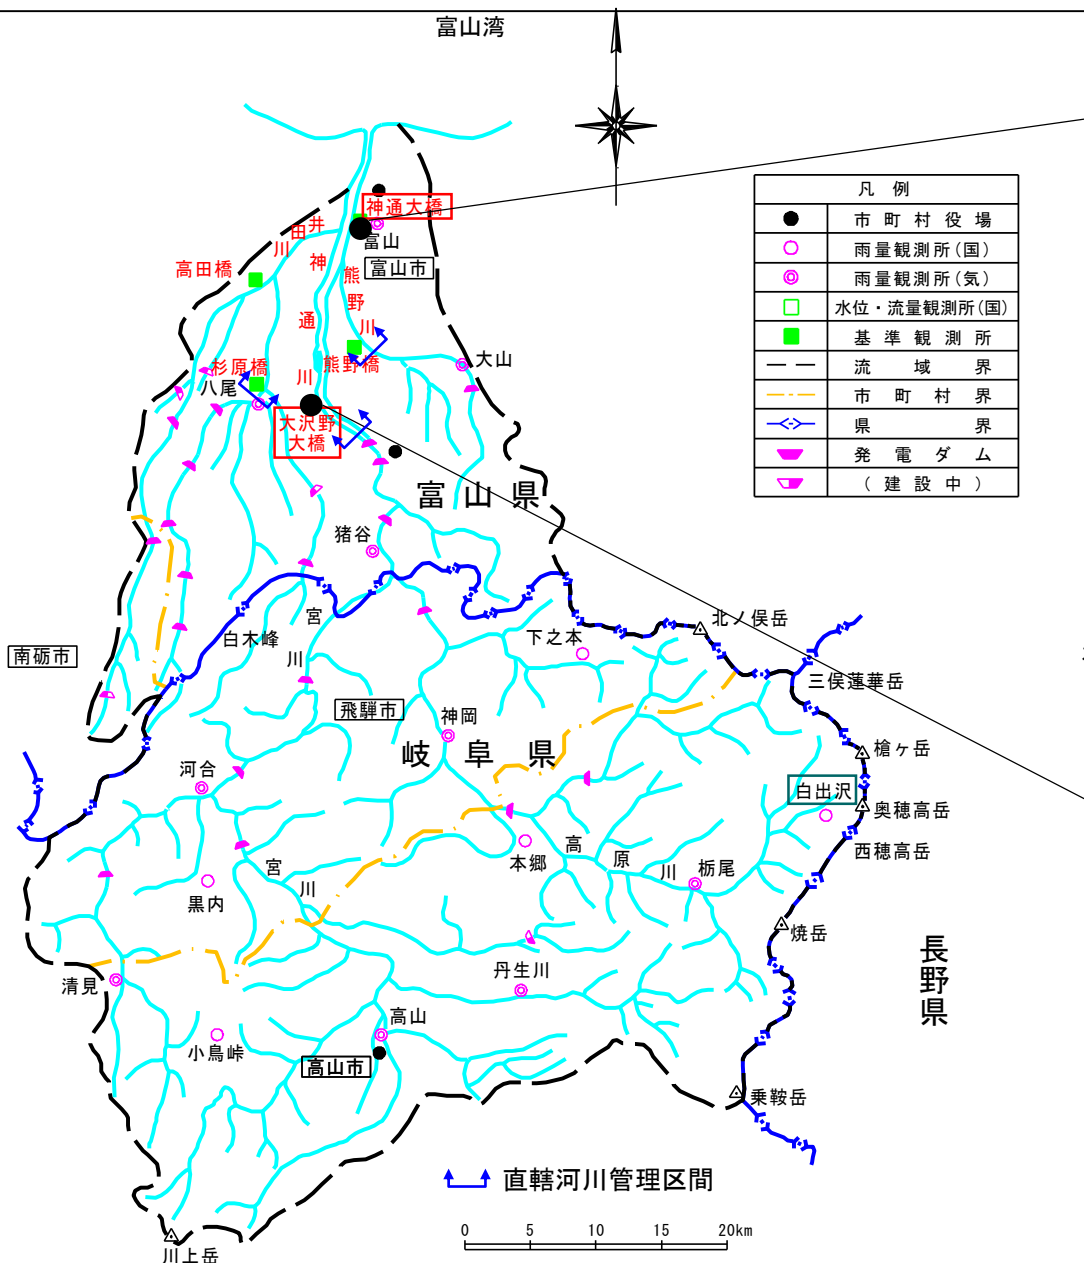 富山湾
凡例
市町村役場
雨量観測所(国)
雨量観測所(気)
水位・流量観測所(国)
基準観測所
流域界
市町村界
県界
発電ダム
(建設中)
神通大橋
富山
富山市
井田川
神通川
熊野川
高田橋
杉原橋
八尾
熊野橋
大山
大沢野
大橋
富山県
猪谷
宮川
白木峰
下之本
北ノ俣岳
三俣蓮華岳
南砺市
飛騨市
神岡
岐阜県
槍ヶ岳
河合
白出沢
奥穂高岳
西穂高岳
本郷
高原川
栃尾
宮川
黒内
焼岳
長野県
清見
丹生川
高山
小鳥峠
高山市
乗鞍岳
直轄河川管理区間
0 5 10 15 20km
川上岳